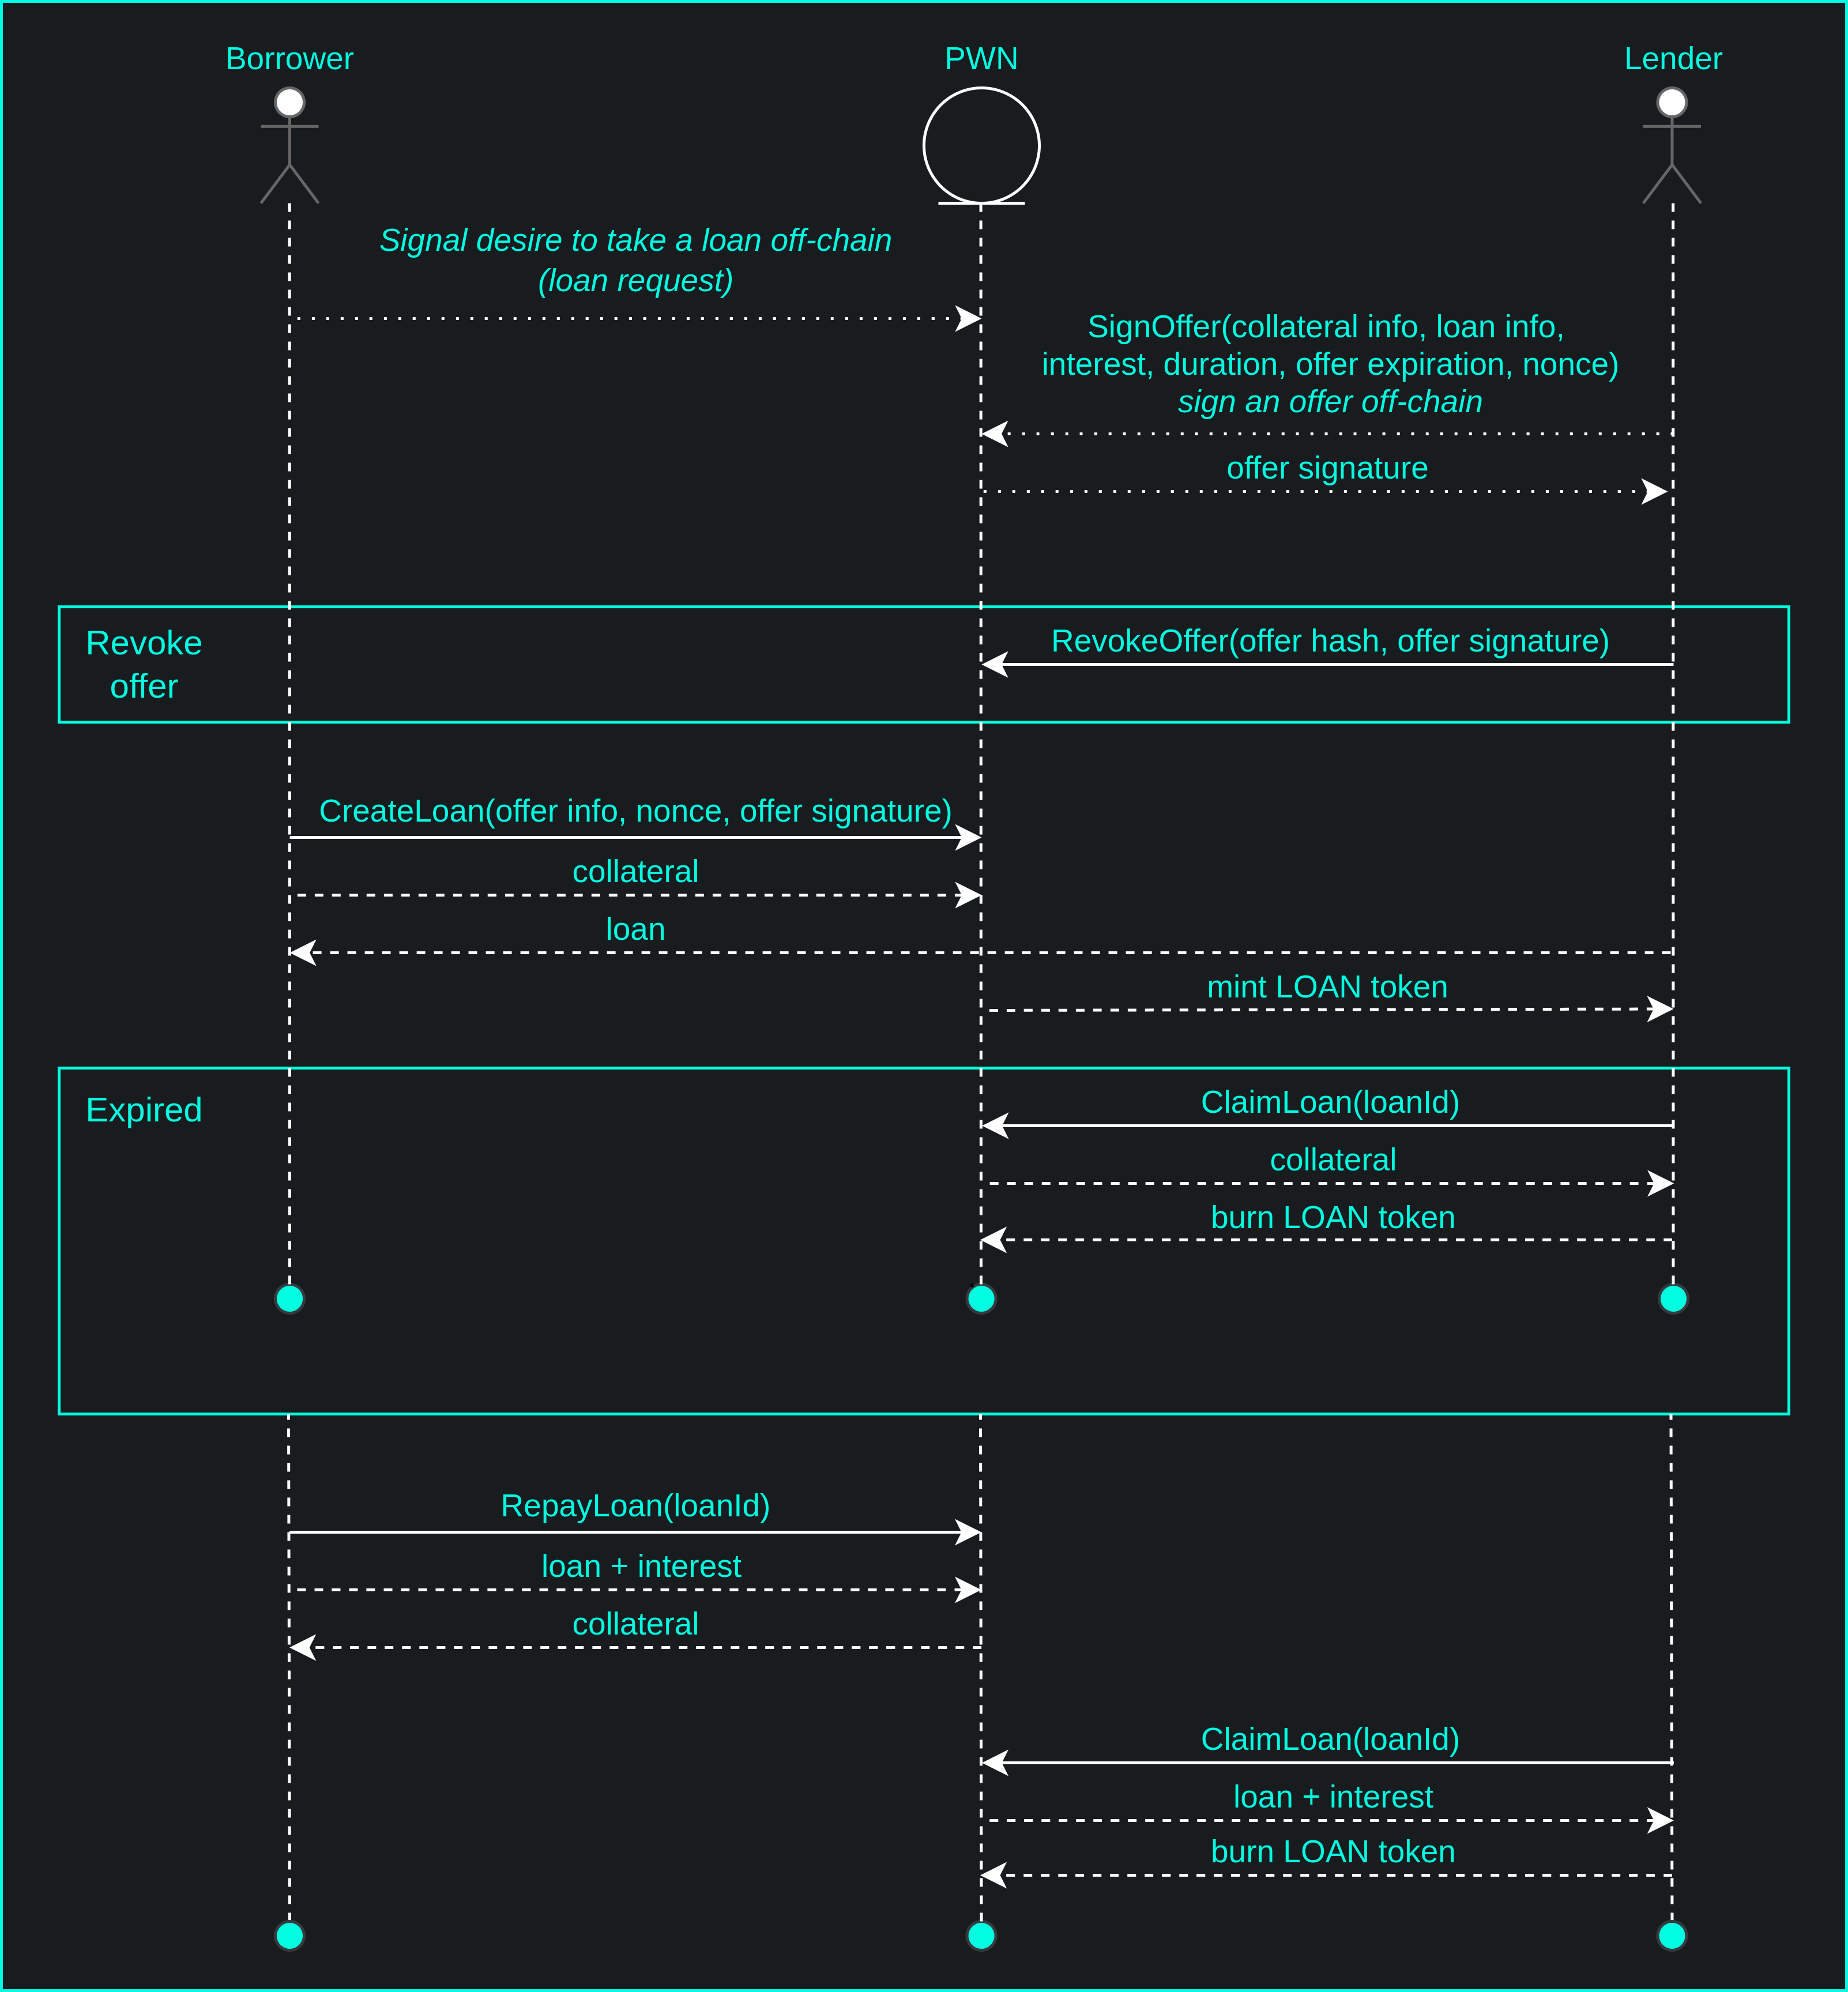 Borrower
PWN
Lender
Signal desire to take a loan off-chain
(loan request)
SignOffer(collateral info, loan info,
interest, duration, offer expiration, nonce)
sign an offer off-chain
offer signature
Revoke
offer
RevokeOffer(offer hash, offer signature)
CreateLoan(offer info, nonce, offer signature)
collateral
loan
mint LOAN token
Expired
ClaimLoan(loanId)
collateral
burn LOAN token
RepayLoan(loanId)
loan + interest
collateral
ClaimLoan(loanId)
loan + interest
burn LOAN token